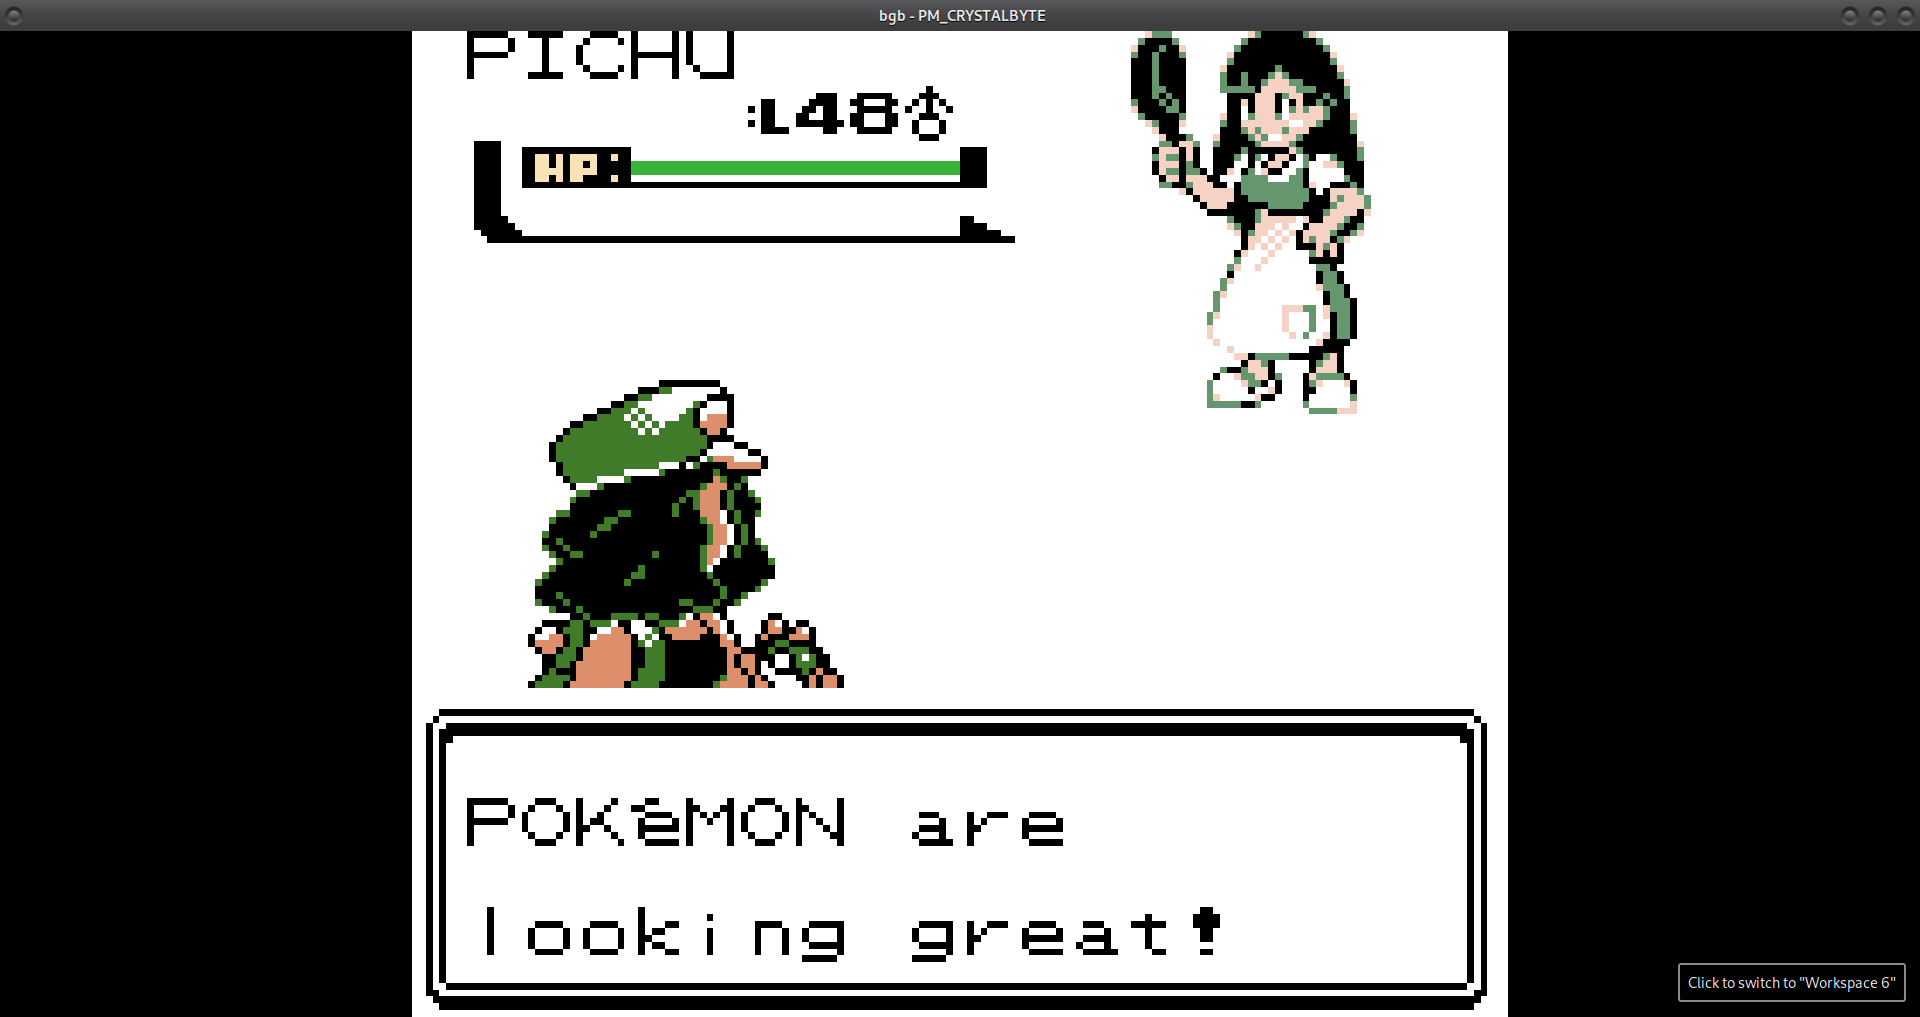 bgb - PM_CRYSTALBYTE
PICHU
:L48♂
HP:
POKéMON are
looking great!
Click to switch to "Workspace 6"